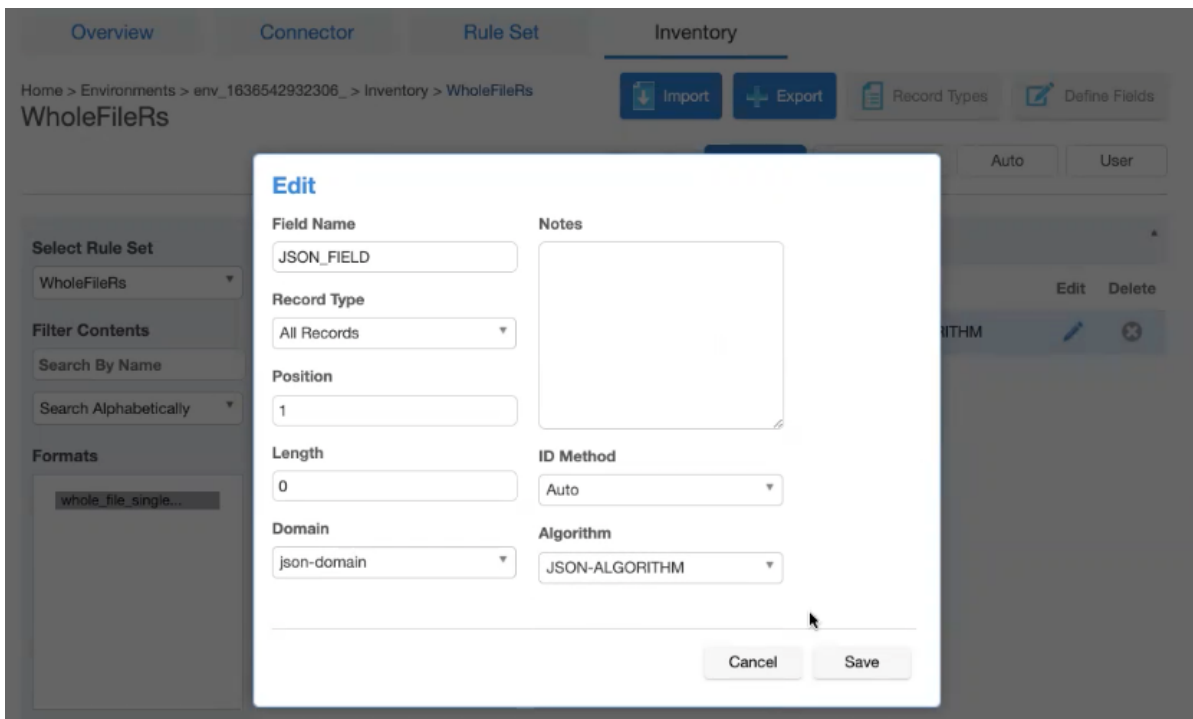 Overview
Connector
Rule Set
Inventory
Home > Environments > env_1636542932306_ > Inventory > WholeFileRs
WholeFileRs
Import
Export
Record Types
Define Fields
Auto
User
Select Rule Set
WholeFileRs
Filter Contents
Search By Name
Search Alphabetically
Formats
whole_file_single...
Edit
Field Name
JSON_FIELD
Record Type
All Records
Position
1
Length
0
Domain
json-domain
Notes
ID Method
Auto
Algorithm
JSON-ALGORITHM
Cancel
Save
Edit
Delete
RITHM